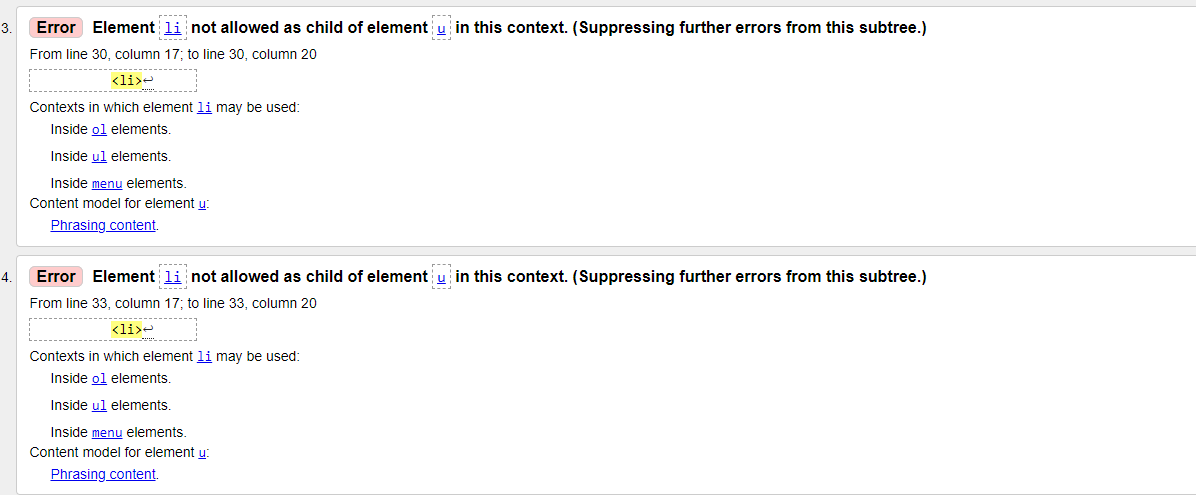 3. Error Element li not allowed as child of element u in this context. (Suppressing further errors from this subtree.)
From line 30, column 17; to line 30, column 20
<li>↩
Contexts in which element li may be used:
Inside ol elements.
Inside ul elements.
Inside menu elements.
Content model for element u:
Phrasing content.
4. Error Element li not allowed as child of element u in this context. (Suppressing further errors from this subtree.)
From line 33, column 17; to line 33, column 20
<li>↩
Contexts in which element li may be used:
Inside ol elements.
Inside ul elements.
Inside menu elements.
Content model for element u:
Phrasing content.